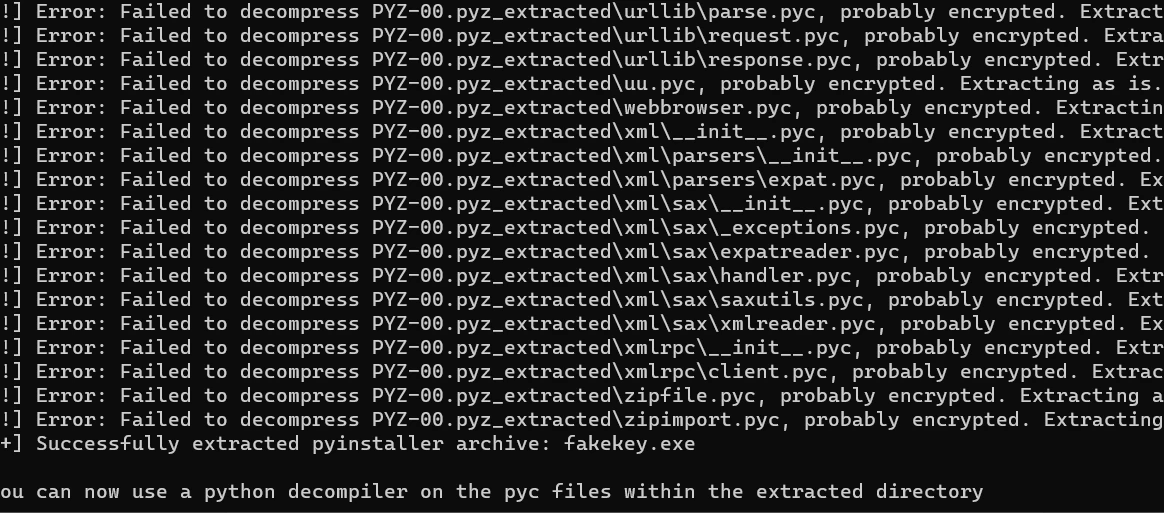 !] Error: Failed to decompress PYZ-00.pyz_extracted\urllib\parse.pyc, probably encrypted. Extract
!] Error: Failed to decompress PYZ-00.pyz_extracted\urllib\request.pyc, probably encrypted. Extra
!] Error: Failed to decompress PYZ-00.pyz_extracted\urllib\response.pyc, probably encrypted. Extr
!] Error: Failed to decompress PYZ-00.pyz_extracted\uu.pyc, probably encrypted. Extracting as is.
!] Error: Failed to decompress PYZ-00.pyz_extracted\webbrowser.pyc, probably encrypted. Extractin
!] Error: Failed to decompress PYZ-00.pyz_extracted\xml\__init__.pyc, probably encrypted. Extract
!] Error: Failed to decompress PYZ-00.pyz_extracted\xml\parsers\__init__.pyc, probably encrypted.
!] Error: Failed to decompress PYZ-00.pyz_extracted\xml\parsers\expat.pyc, probably encrypted. Ex
!] Error: Failed to decompress PYZ-00.pyz_extracted\xml\sax\__init__.pyc, probably encrypted. Ext
!] Error: Failed to decompress PYZ-00.pyz_extracted\xml\sax\_exceptions.pyc, probably encrypted.
!] Error: Failed to decompress PYZ-00.pyz_extracted\xml\sax\expatreader.pyc, probably encrypted.
!] Error: Failed to decompress PYZ-00.pyz_extracted\xml\sax\handler.pyc, probably encrypted. Extr
!] Error: Failed to decompress PYZ-00.pyz_extracted\xml\sax\saxutils.pyc, probably encrypted. Ext
!] Error: Failed to decompress PYZ-00.pyz_extracted\xml\sax\xmlreader.pyc, probably encrypted. Ex
!] Error: Failed to decompress PYZ-00.pyz_extracted\xmlrpc\__init__.pyc, probably encrypted. Extr
!] Error: Failed to decompress PYZ-00.pyz_extracted\xmlrpc\client.pyc, probably encrypted. Extrac
!] Error: Failed to decompress PYZ-00.pyz_extracted\zipfile.pyc, probably encrypted. Extracting a
!] Error: Failed to decompress PYZ-00.pyz_extracted\zipimport.pyc, probably encrypted. Extracting
+] Successfully extracted pyinstaller archive: fakekey.exe
ou can now use a python decompiler on the pyc files within the extracted directory